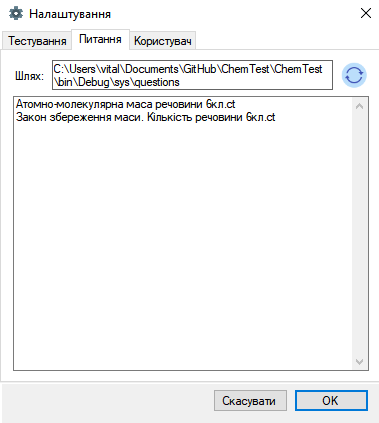 Налаштування
Тестування Питання Користувач
Шлях: C:\Users\vital\Documents\GitHub\ChemTest\ChemTest
\bin\Debug\sys\questions
Атомно-молекулярна маса речовини 6кл.ct
Закон збереження маси. Кількість речовини 6кл.ct
Скасувати OK